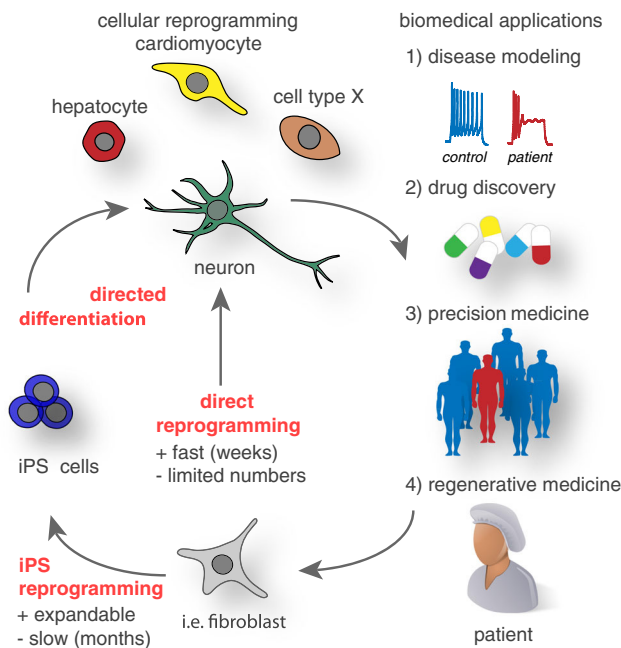 cellular reprogramming
cardiomyocyte
hepatocyte
cell type X
neuron
directed
differentiation
direct
reprogramming
+ fast (weeks)
- limited numbers
iPS cells
iPS
reprogramming
+ expandable
- slow (months)
i.e. fibroblast
biomedical applications
1) disease modeling
control
patient
2) drug discovery
3) precision medicine
4) regenerative medicine
patient